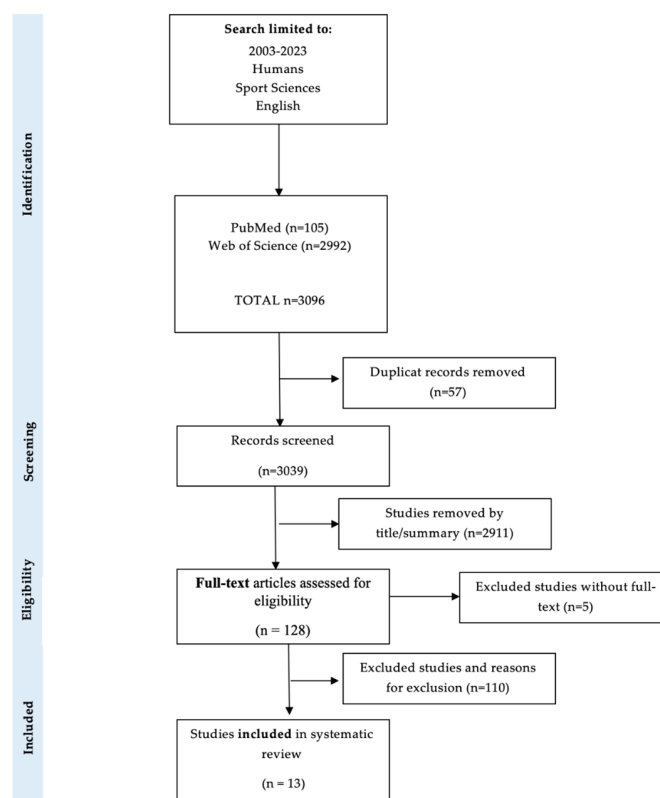 Identification
Search limited to:
2003-2023
Humans
Sport Sciences
English
PubMed (n=105)
Web of Science (n=2992)
TOTAL n=3096
Duplicat records removed
(n=57)
Screening
Records screened
(n=3039)
Studies removed by
title/summary (n=2911)
Eligibility
Full-text articles assessed for
eligibility
(n = 128)
Excluded studies without full-
text (n=5)
Excluded studies and reasons
for exclusion (n=110)
Included
Studies included in systematic
review
(n = 13)